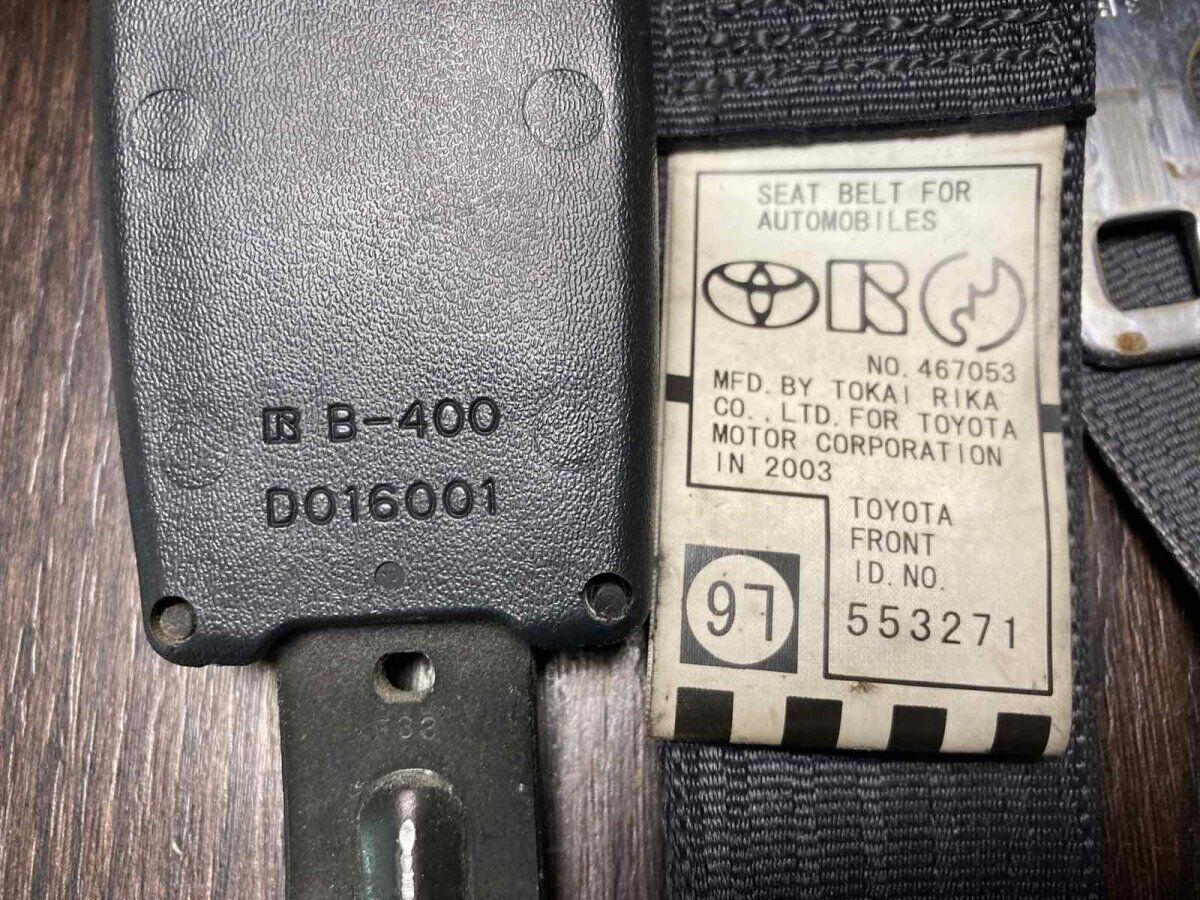 B-400
D016001
F38
SEAT BELT FOR
AUTOMOBILES
NO. 467053
MFD. BY TOKAI RIKA
CO., LTD. FOR TOYOTA
MOTOR CORPORATION
IN 2003
TOYOTA
FRONT
ID. NO.
553271
97